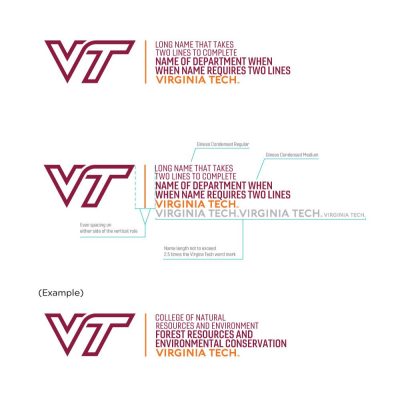 VT
LONG NAME THAT TAKES
TWO LINES TO COMPLETE
NAME OF DEPARTMENT WHEN
WHEN NAME REQUIRES TWO LINES
VIRGINIA TECH.
Gineso Condensed Regular
Gineso Condensed Medium
VT
LONG NAME THAT TAKES
TWO LINES TO COMPLETE
NAME OF DEPARTMENT WHEN
WHEN NAME REQUIRES TWO LINES
VIRGINIA TECH.
VIRGINIA TECH.VIRGINIA TECH.VIRGINIA TECH.
Even spacing on
either side of the vertical rule
Name length not to exceed
2.5 times the Virginia Tech word mark
(Example)
VT
COLLEGE OF NATURAL
RESOURCES AND ENVIRONMENT
FOREST RESOURCES AND
ENVIRONMENTAL CONSERVATION
VIRGINIA TECH.